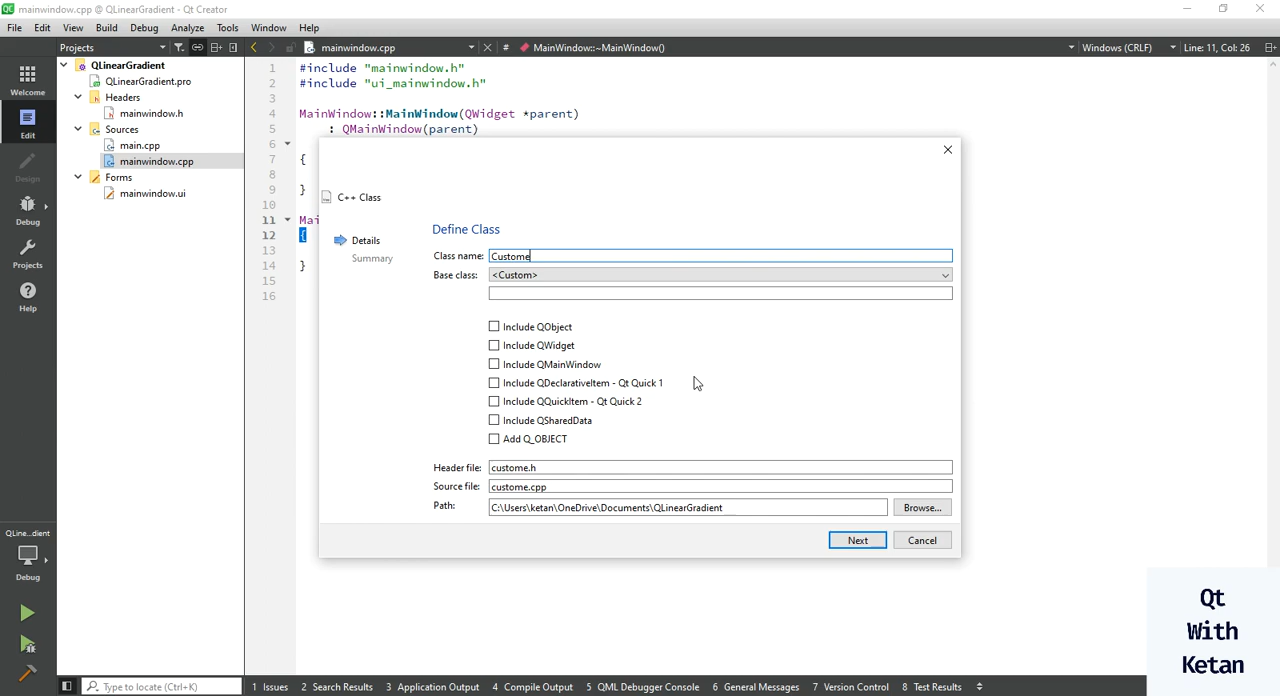 mainwindow.cpp @ QLinearGradient - Qt Creator
File Edit View Build Debug Analyze Tools Window Help
Projects mainwindow.cpp # MainWindow::~MainWindow() Windows (CRLF) Line: 11, Col: 26
Welcome
Edit
Design
Debug
Projects
Help
QLine...dient
Debug
QLinearGradient
QLinearGradient.pro
Headers
mainwindow.h
Sources
main.cpp
mainwindow.cpp
Forms
mainwindow.ui
1 #include "mainwindow.h"
2 #include "ui_mainwindow.h"
3
4 MainWindow::MainWindow(QWidget *parent)
5 : QMainWindow(parent)
6
7 {
8
9 }
10
11 Mai
12 {
13
14 }
15
16
C++ Class
Details
Summary
Define Class
Class name: Custome
Base class: <Custom>
Include QObject
Include QWidget
Include QMainWindow
Include QDeclarativeItem - Qt Quick 1
Include QQuickItem - Qt Quick 2
Include QSharedData
Add Q_OBJECT
Header file: custome.h
Source file: custome.cpp
Path: C:\Users\ketan\OneDrive\Documents\QLinearGradient Browse...
Next Cancel
Qt
With
Ketan
Type to locate (Ctrl+K) 1 Issues 2 Search Results 3 Application Output 4 Compile Output 5 QML Debugger Console 6 General Messages 7 Version Control 8 Test Results